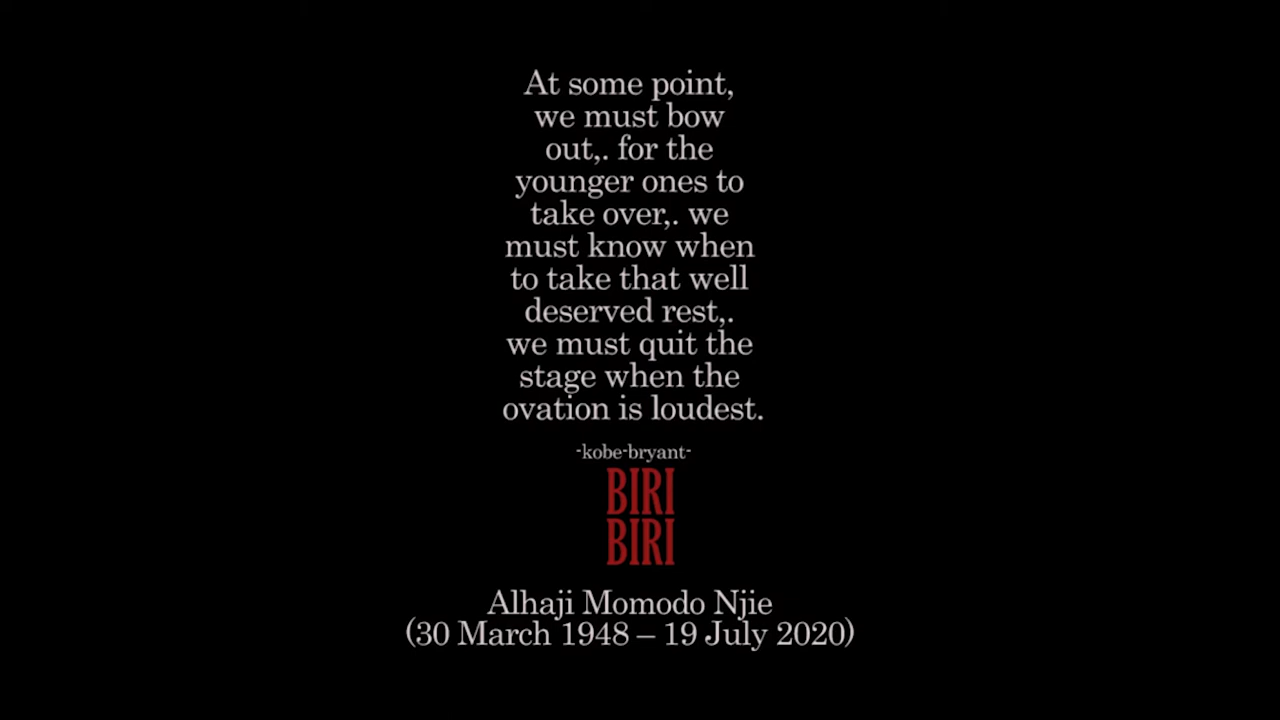 At some point,
we must bow
out,. for the
younger ones to
take over,. we
must know when
to take that well
deserved rest,.
we must quit the
stage when the
ovation is loudest.
-kobe-bryant-
BIRI
BIRI
Alhaji Momodo Njie
(30 March 1948 – 19 July 2020)